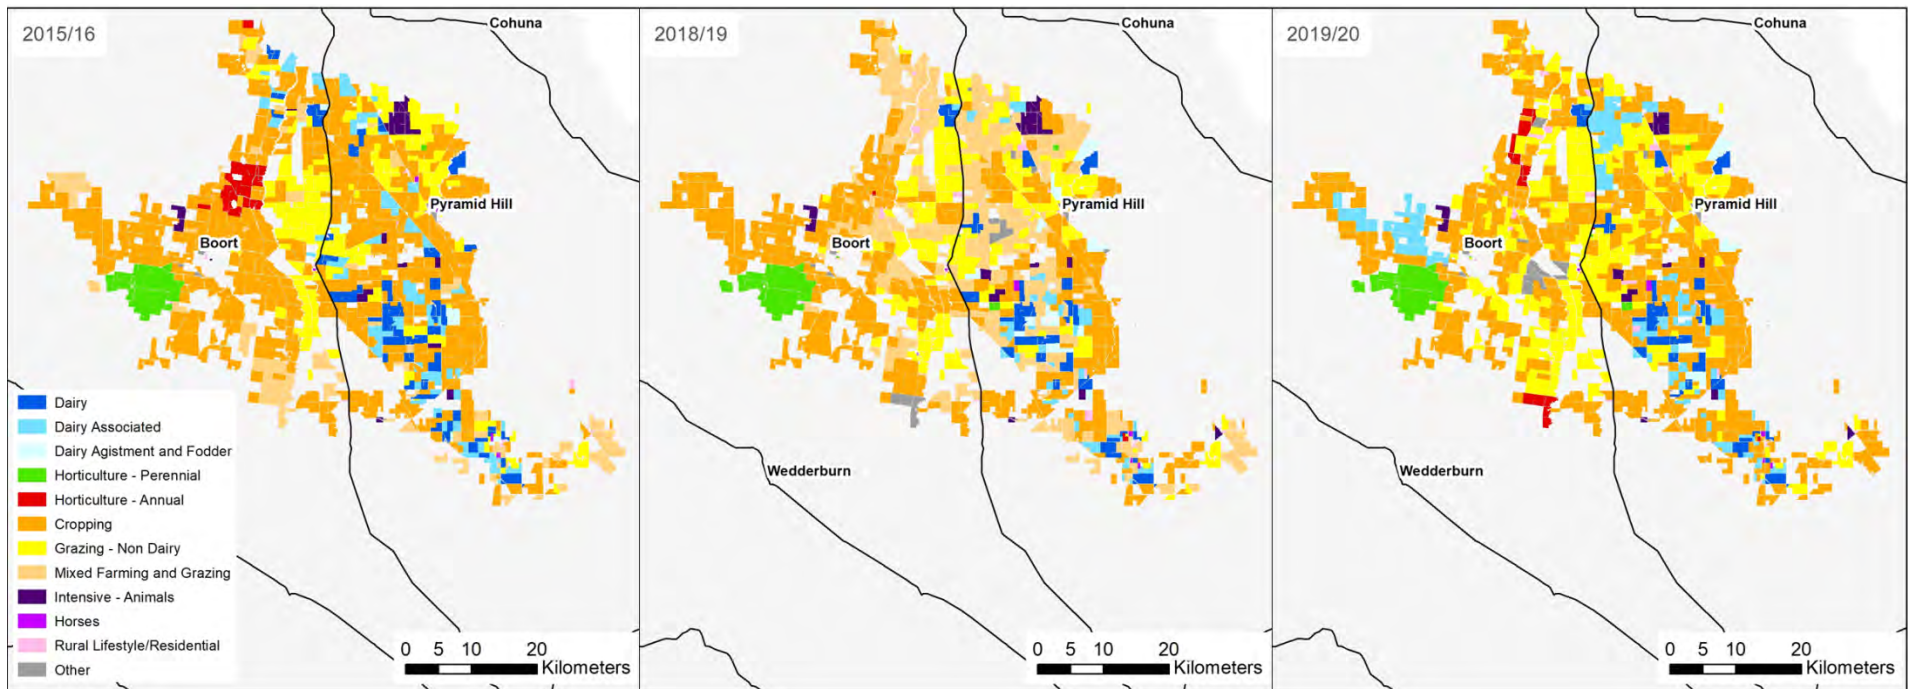 2015/16
Cohuna
Pyramid Hill
Boort
Dairy
Dairy Associated
Dairy Agistment and Fodder
Horticulture - Perennial
Horticulture - Annual
Cropping
Grazing - Non Dairy
Mixed Farming and Grazing
Intensive - Animals
Horses
Rural Lifestyle/Residential
Other
0 5 10 20
Kilometers
2018/19
Cohuna
Pyramid Hill
Boort
Wedderburn
0 5 10 20
Kilometers
2019/20
Cohuna
Pyramid Hill
Boort
Wedderburn
0 5 10 20
Kilometers